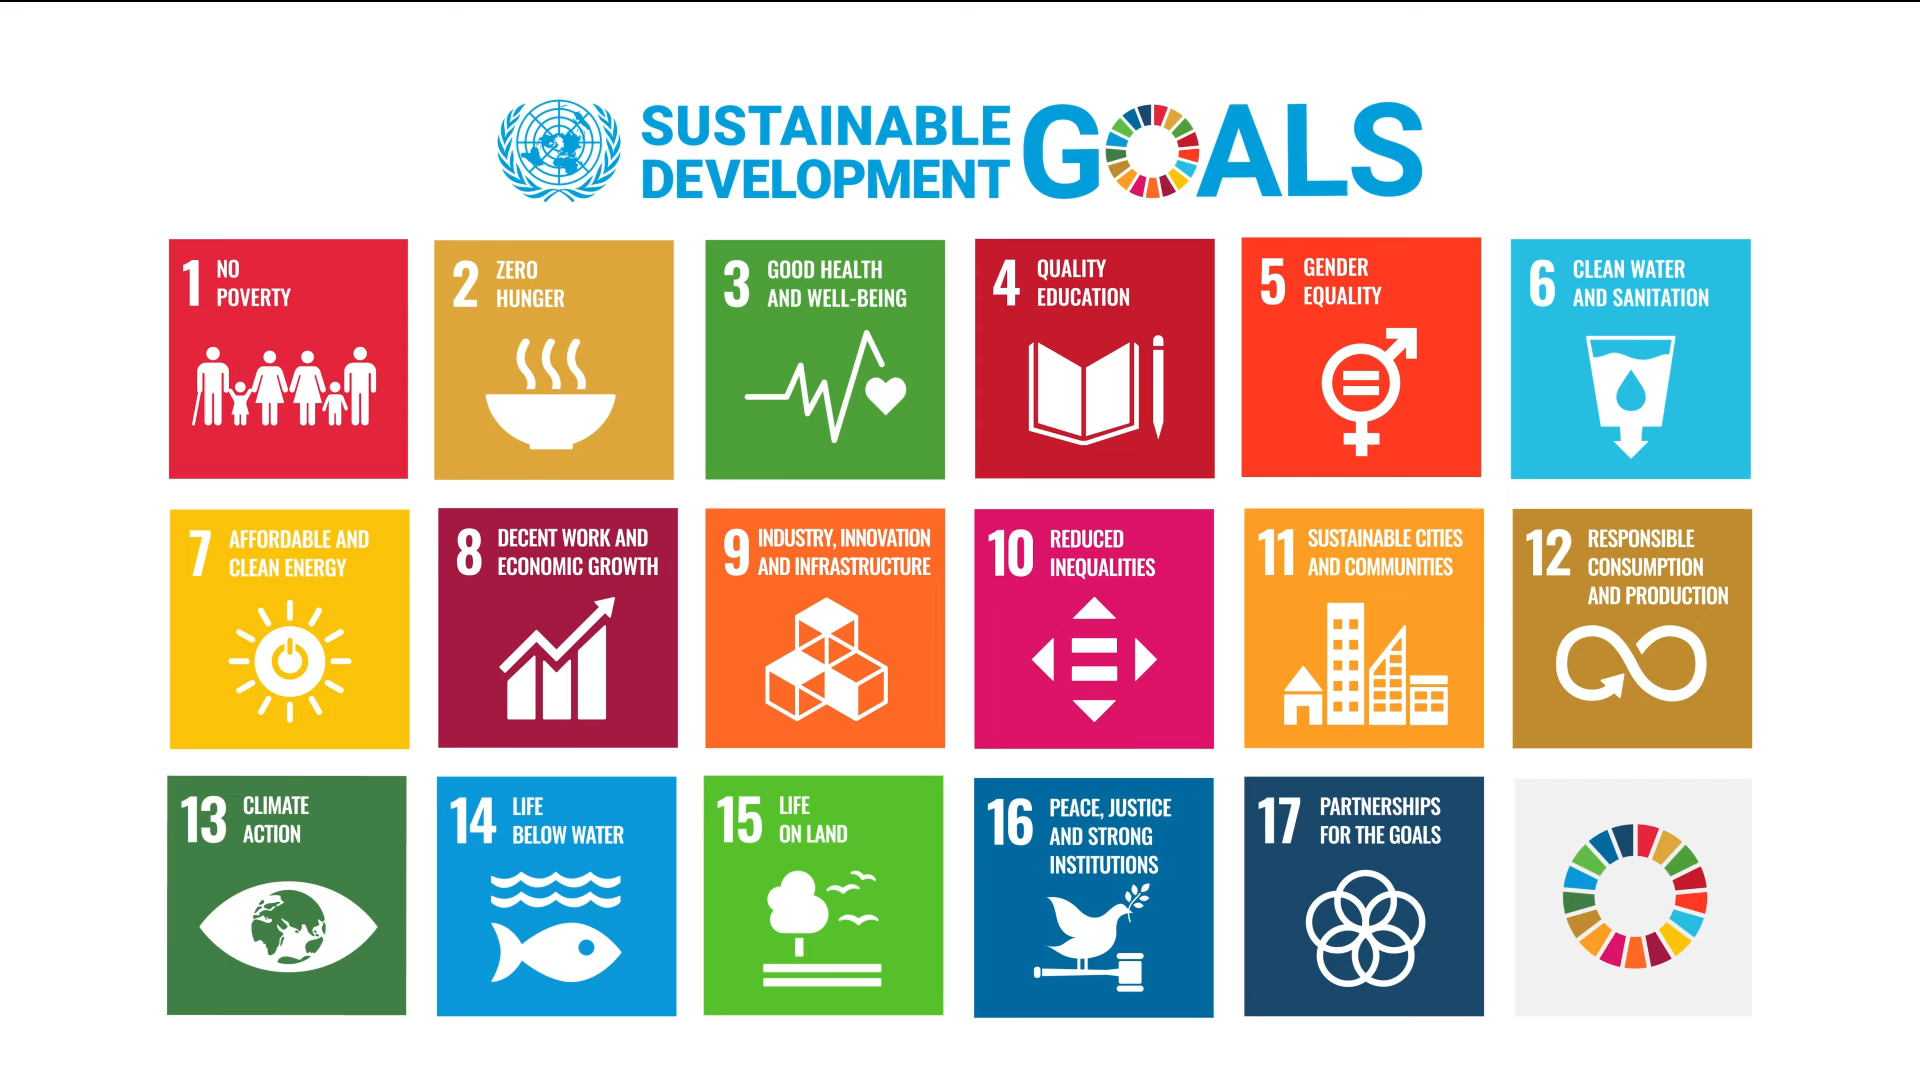 SUSTAINABLE
DEVELOPMENT
GOALS
1 NO
POVERTY
2 ZERO
HUNGER
3 GOOD HEALTH
AND WELL-BEING
4 QUALITY
EDUCATION
5 GENDER
EQUALITY
6 CLEAN WATER
AND SANITATION
7 AFFORDABLE AND
CLEAN ENERGY
8 DECENT WORK AND
ECONOMIC GROWTH
9 INDUSTRY, INNOVATION
AND INFRASTRUCTURE
10 REDUCED
INEQUALITIES
11 SUSTAINABLE CITIES
AND COMMUNITIES
12 RESPONSIBLE
CONSUMPTION
AND PRODUCTION
13 CLIMATE
ACTION
14 LIFE
BELOW WATER
15 LIFE
ON LAND
16 PEACE, JUSTICE
AND STRONG
INSTITUTIONS
17 PARTNERSHIPS
FOR THE GOALS